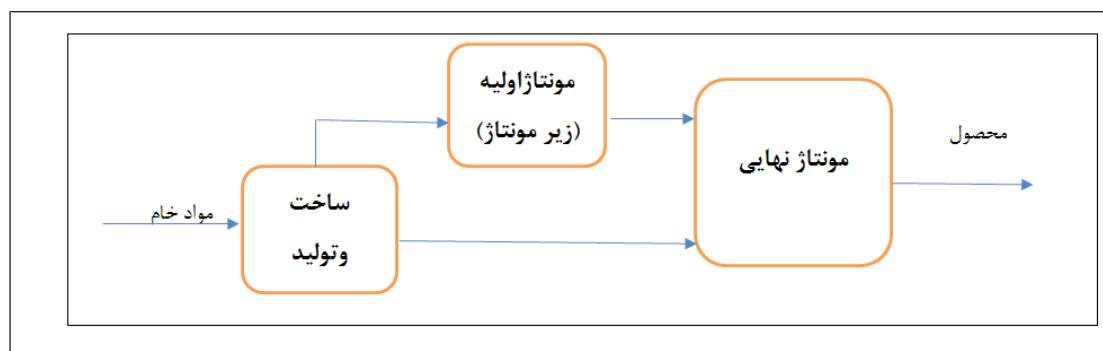 مواد خام
ساخت
وتولید
مونتاژاولیه
(زیر مونتاژ)
مونتاژ نهایی
محصول